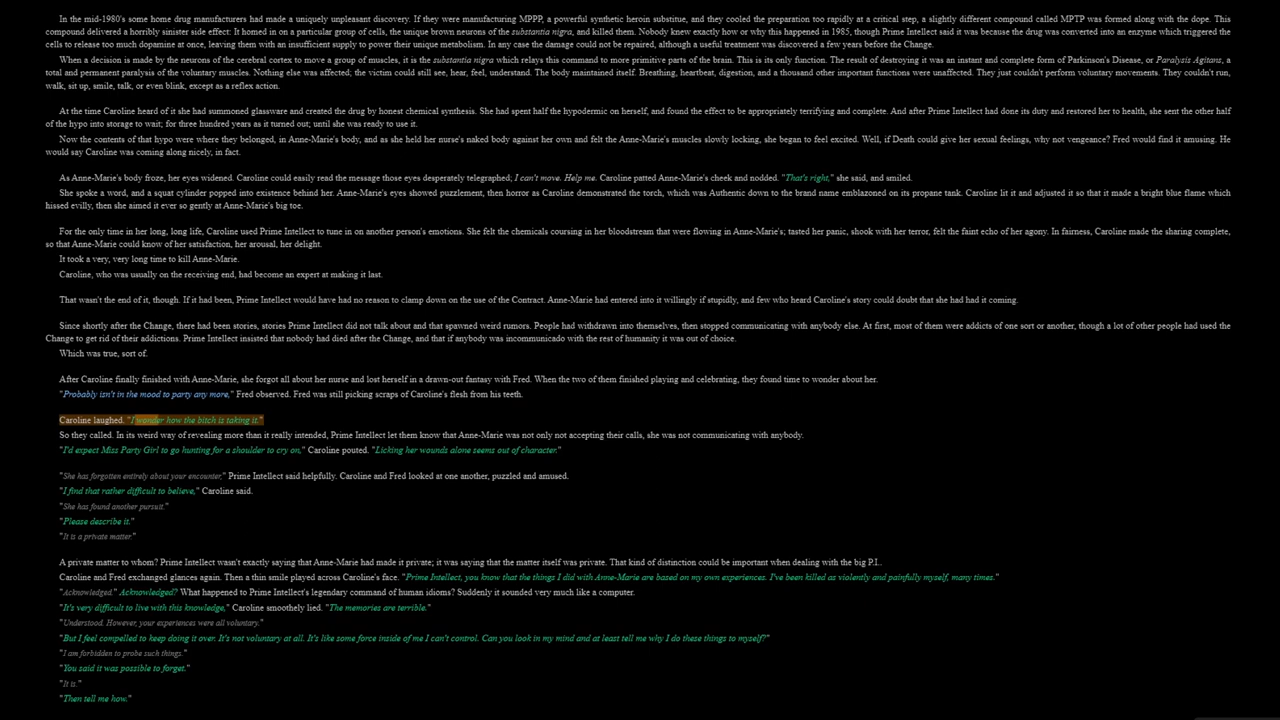 In the mid-1980's some home drug manufacturers had made a uniquely unpleasant discovery. If they were manufacturing MPPP, a powerful synthetic heroin substitue, and they cooled the preparation too rapidly at a critical step, a slightly different compound called MPTP was formed along with the dope. This
compound delivered a horribly sinister side effect: It homed in on a particular group of cells, the unique brown neurons of the substantia nigra, and killed them. Nobody knew exactly how or why this happened in 1985, though Prime Intellect said it was because the drug was converted into an enzyme which triggered the
cells to release too much dopamine at once, leaving them with an insufficient supply to power their unique metabolism. In any case the damage could not be repaired, although a useful treatment was discovered a few years before the Change.
When a decision is made by the neurons of the cerebral cortex to move a group of muscles, it is the substantia nigra which relays this command to more primitive parts of the brain. This is its only function. The result of destroying it was an instant and complete form of Parkinson's Disease, or Paralysis Agitans, a
total and permanent paralysis of the voluntary muscles. Nothing else was affected; the victim could still see, hear, feel, understand. The body maintained itself. Breathing, heartbeat, digestion, and a thousand other important functions were unaffected. They just couldn't perform voluntary movements. They couldn't run,
walk, sit up, smile, talk, or even blink, except as a reflex action.
At the time Caroline heard of it she had summoned glassware and created the drug by honest chemical synthesis. She had spent half the hypodermic on herself, and found the effect to be appropriately terrifying and complete. And after Prime Intellect had done its duty and restored her to health, she sent the other half
of the hypo into storage to wait; for three hundred years as it turned out; until she was ready to use it.
Now the contents of that hypo were where they belonged, in Anne-Marie's body, and as she held her nurse's naked body against her own and felt the Anne-Marie's muscles slowly locking, she began to feel excited. Well, if Death could give her sexual feelings, why not vengeance? Fred would find it amusing. He
would say Caroline was coming along nicely, in fact.
As Anne-Marie's body froze, her eyes widened. Caroline could easily read the message those eyes desperately telegraphed; I can't move. Help me. Caroline patted Anne-Marie's cheek and nodded. "That's right," she said, and smiled.
She spoke a word, and a squat cylinder popped into existence behind her. Anne-Marie's eyes showed puzzlement, then horror as Caroline demonstrated the torch, which was Authentic down to the brand name emblazoned on its propane tank. Caroline lit it and adjusted it so that it made a bright blue flame which
hissed evilly, then she aimed it ever so gently at Anne-Marie's big toe.
For the only time in her long, long life, Caroline used Prime Intellect to tune in on another person's emotions. She felt the chemicals coursing in her bloodstream that were flowing in Anne-Marie's; tasted her panic, shook with her terror, felt the faint echo of her agony. In fairness, Caroline made the sharing complete,
so that Anne-Marie could know of her satisfaction, her arousal, her delight.
It took a very, very long time to kill Anne-Marie.
Caroline, who was usually on the receiving end, had become an expert at making it last.
That wasn't the end of it, though. If it had been, Prime Intellect would have had no reason to clamp down on the use of the Contract. Anne-Marie had entered into it willingly if stupidly, and few who heard Caroline's story could doubt that she had had it coming.
Since shortly after the Change, there had been stories, stories Prime Intellect did not talk about and that spawned weird rumors. People had withdrawn into themselves, then stopped communicating with anybody else. At first, most of them were addicts of one sort or another, though a lot of other people had used the
Change to get rid of their addictions. Prime Intellect insisted that nobody had died after the Change, and that if anybody was incommunicado with the rest of humanity it was out of choice.
Which was true, sort of.
After Caroline finally finished with Anne-Marie, she forgot all about her nurse and lost herself in a drawn-out fantasy with Fred. When the two of them finished playing and celebrating, they found time to wonder about her.
"Probably isn't in the mood to party any more," Fred observed. Fred was still picking scraps of Caroline's flesh from his teeth.
Caroline laughed. "I wonder how the bitch is taking it."
So they called. In its weird way of revealing more than it really intended, Prime Intellect let them know that Anne-Marie was not only not accepting their calls, she was not communicating with anybody.
"I'd expect Miss Party Girl to go hunting for a shoulder to cry on," Caroline pouted. "Licking her wounds alone seems out of character."
"She has forgotten entirely about your encounter," Prime Intellect said helpfully. Caroline and Fred looked at one another, puzzled and amused.
"I find that rather difficult to believe," Caroline said.
"She has found another pursuit."
"Please describe it."
"It is a private matter."
A private matter to whom? Prime Intellect wasn't exactly saying that Anne-Marie had made it private; it was saying that the matter itself was private. That kind of distinction could be important when dealing with the big P.I..
Caroline and Fred exchanged glances again. Then a thin smile played across Caroline's face. "Prime Intellect, you know that the things I did with Anne-Marie are based on my own experiences. I've been killed as violently and painfully myself, many times."
"Acknowledged." Acknowledged? What happened to Prime Intellect's legendary command of human idioms? Suddenly it sounded very much like a computer.
"It's very difficult to live with this knowledge," Caroline smoothely lied. "The memories are terrible."
"Understood. However, your experiences were all voluntary."
"But I feel compelled to keep doing it over. It's not voluntary at all. It's like some force inside of me I can't control. Can you look in my mind and at least tell me why I do these things to myself?"
"I am forbidden to probe such things."
"You said it was possible to forget."
"It is."
"Then tell me how."